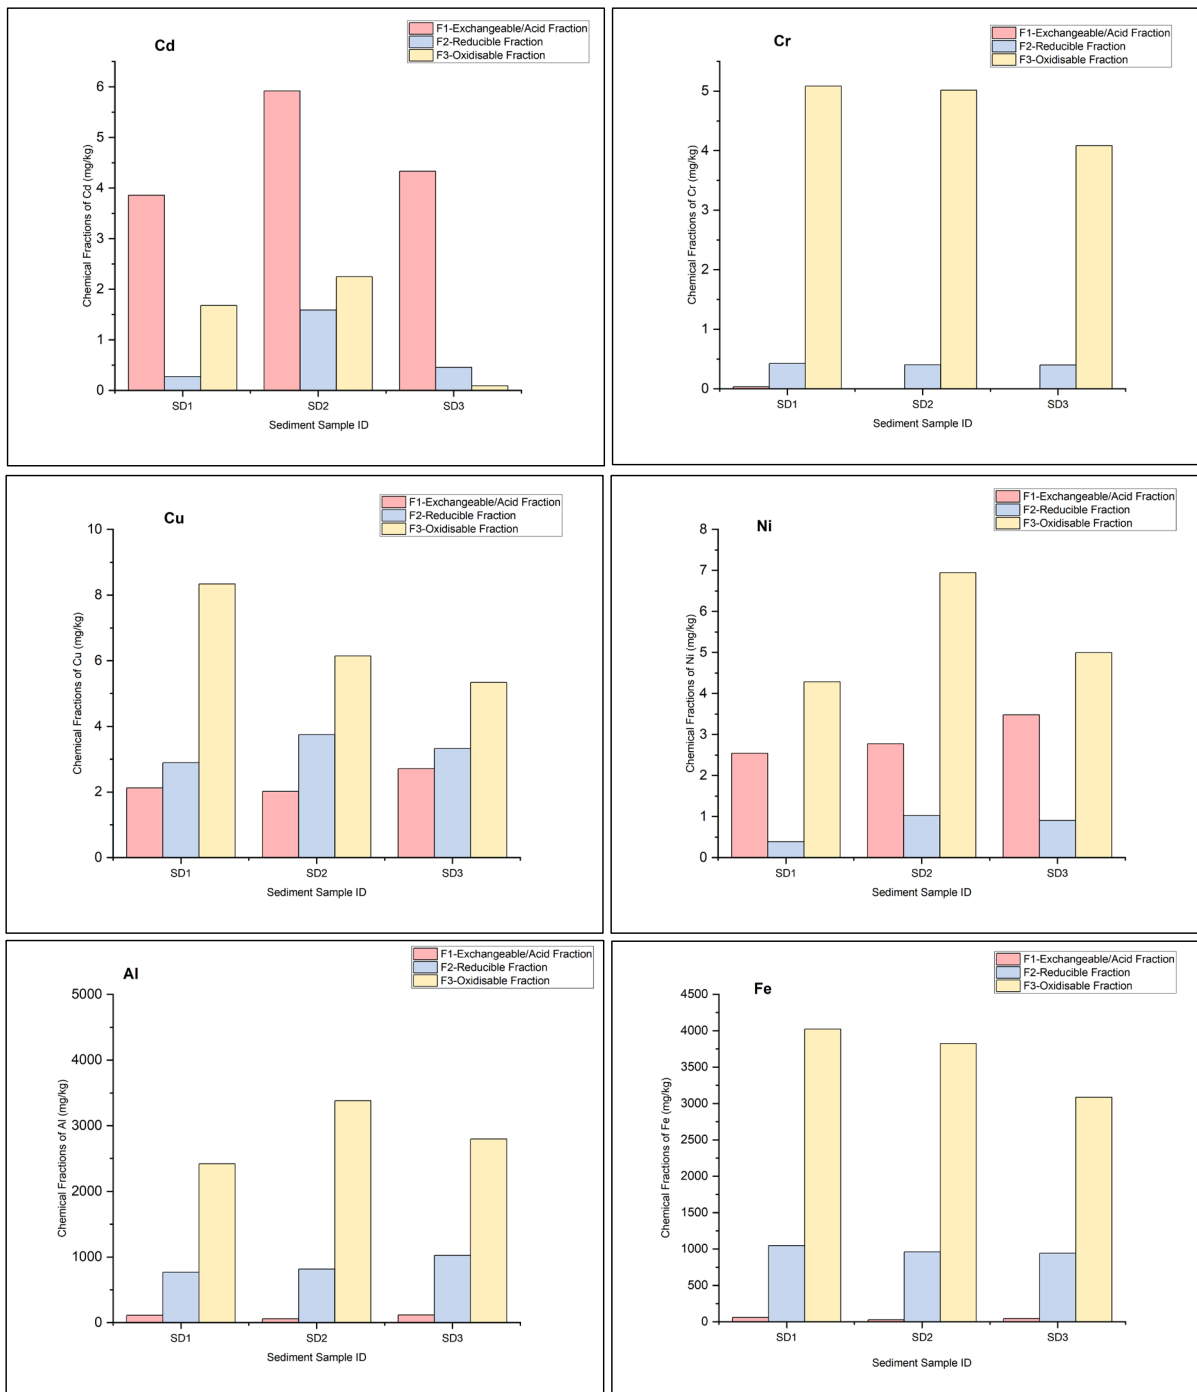 Cd
F1-Exchangeable/Acid Fraction
F2-Reducible Fraction
F3-Oxidisable Fraction
Chemical Fractions of Cd (mg/kg)
6
5
4
3
2
1
0
SD1 SD2 SD3
Sediment Sample ID
Cr
F1-Exchangeable/Acid Fraction
F2-Reducible Fraction
F3-Oxidisable Fraction
Chemical Fractions of Cr (mg/kg)
5
4
3
2
1
0
SD1 SD2 SD3
Sediment Sample ID
Cu
F1-Exchangeable/Acid Fraction
F2-Reducible Fraction
F3-Oxidisable Fraction
Chemical Fractions of Cu (mg/kg)
10
8
6
4
2
0
SD1 SD2 SD3
Sediment Sample ID
Ni
F1-Exchangeable/Acid Fraction
F2-Reducible Fraction
F3-Oxidisable Fraction
Chemical Fractions of Ni (mg/kg)
8
7
6
5
4
3
2
1
0
SD1 SD2 SD3
Sediment Sample ID
Al
F1-Exchangeable/Acid Fraction
F2-Reducible Fraction
F3-Oxidisable Fraction
Chemical Fractions of Al (mg/kg)
5000
4000
3000
2000
1000
0
SD1 SD2 SD3
Sediment Sample ID
Fe
F1-Exchangeable/Acid Fraction
F2-Reducible Fraction
F3-Oxidisable Fraction
Chemical Fractions of Fe (mg/kg)
4500
4000
3500
3000
2500
2000
1500
1000
500
0
SD1 SD2 SD3
Sediment Sample ID